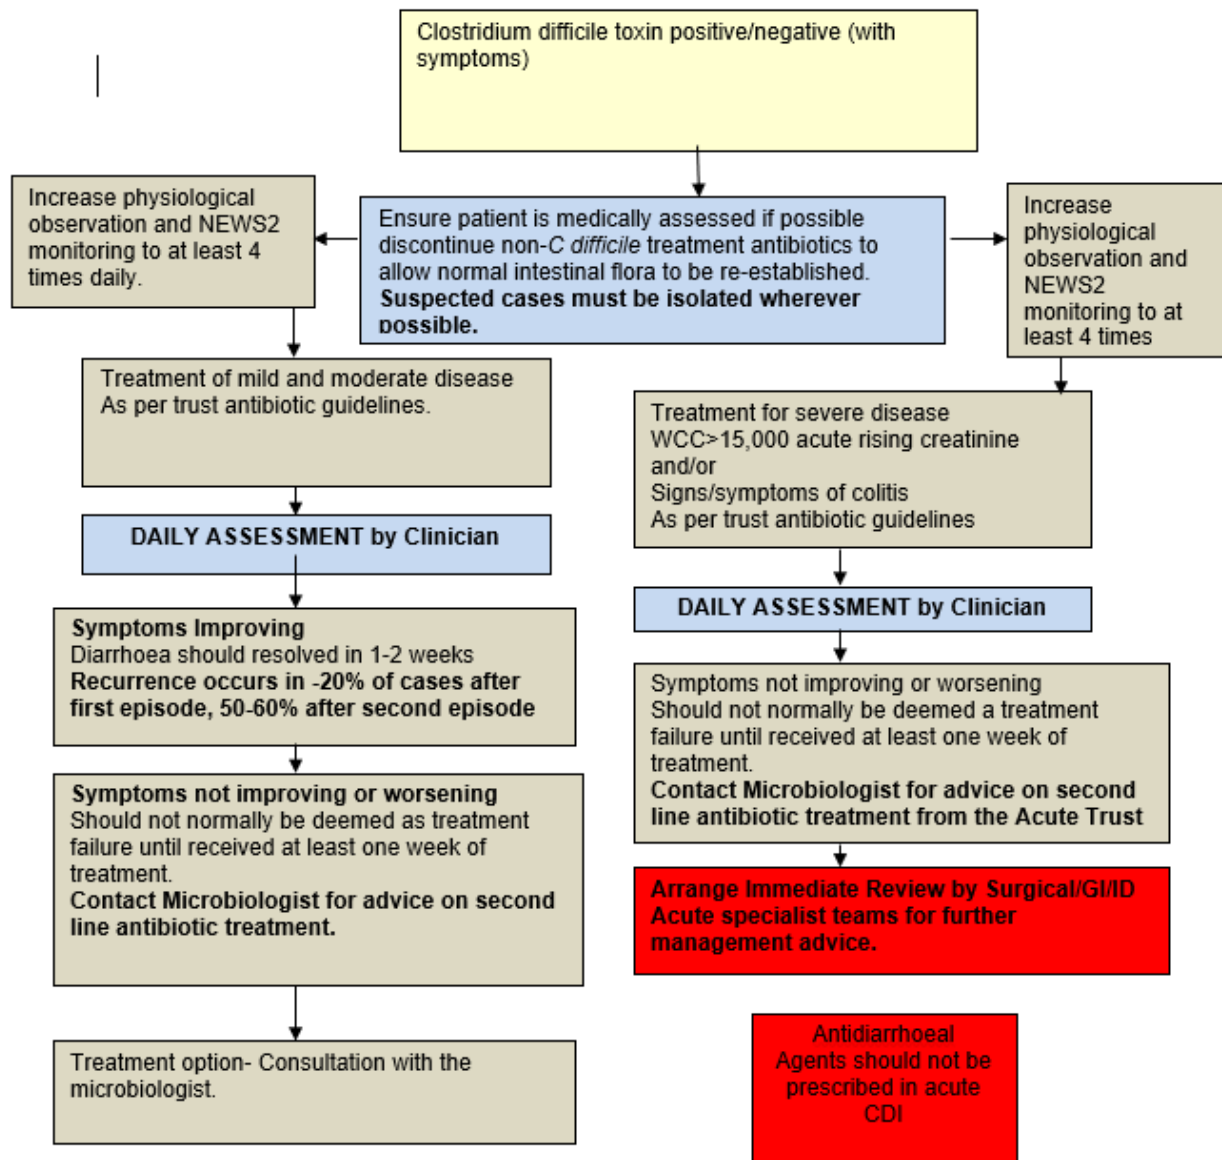 Clostridium difficile toxin positive/negative (with
symptoms)
Increase physiological
observation and NEWS2
monitoring to at least 4
times daily.
Ensure patient is medically assessed if possible
discontinue non-C difficile treatment antibiotics to
allow normal intestinal flora to be re-established.
Suspected cases must be isolated wherever
possible.
Increase
physiological
observation and
NEWS2
monitoring to at
least 4 times
Treatment of mild and moderate disease
As per trust antibiotic guidelines.
Treatment for severe disease
WCC>15,000 acute rising creatinine
and/or
Signs/symptoms of colitis
As per trust antibiotic guidelines
DAILY ASSESSMENT by Clinician
DAILY ASSESSMENT by Clinician
Symptoms Improving
Diarrhoea should resolved in 1-2 weeks
Recurrence occurs in -20% of cases after
first episode, 50-60% after second episode
Symptoms not improving or worsening
Should not normally be deemed a treatment
failure until received at least one week of
treatment.
Contact Microbiologist for advice on second
line antibiotic treatment from the Acute Trust
Symptoms not improving or worsening
Should not normally be deemed as treatment
failure until received at least one week of
treatment.
Contact Microbiologist for advice on second
line antibiotic treatment.
Arrange Immediate Review by Surgical/GI/ID
Acute specialist teams for further
management advice.
Treatment option- Consultation with the
microbiologist.
Antidiarrhoeal
Agents should not be
prescribed in acute
CDI